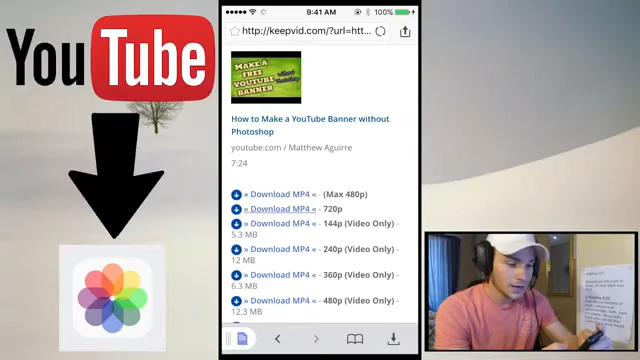 You Tube
9:41 AM
100%
http://keepvid.com/?url=htt...
MAKE A
FREE
YOUTUBE
BANNER
How to Make a YouTube Banner without
Photoshop
youtube.com / Matthew Aguirre
7:24
» Download MP4 « - (Max 480p)
» Download MP4 « - 720p
» Download MP4 « - 144p (Video Only) -
5.3 MB
» Download MP4 « - 240p (Video Only) -
12 MB
» Download MP4 « - 360p (Video Only) -
6.3 MB
» Download MP4 « - 480p (Video Only) -
12.3 MB